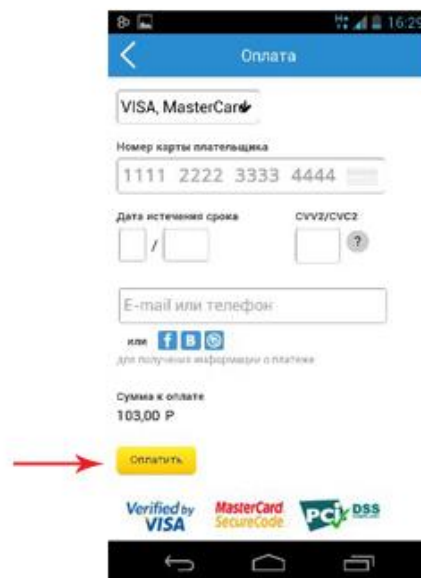 16:29
Оплата
VISA, MasterCard
Номер карты плательщика
1111 2222 3333 4444
Дата истечения срока CVV2/CVC2
/ ?
E-mail или телефон
или f B
для получения информации о платеже
Сумма к оплате
103,00 Р
Оплатить
Verified by VISA MasterCard SecureCode PCI DSS